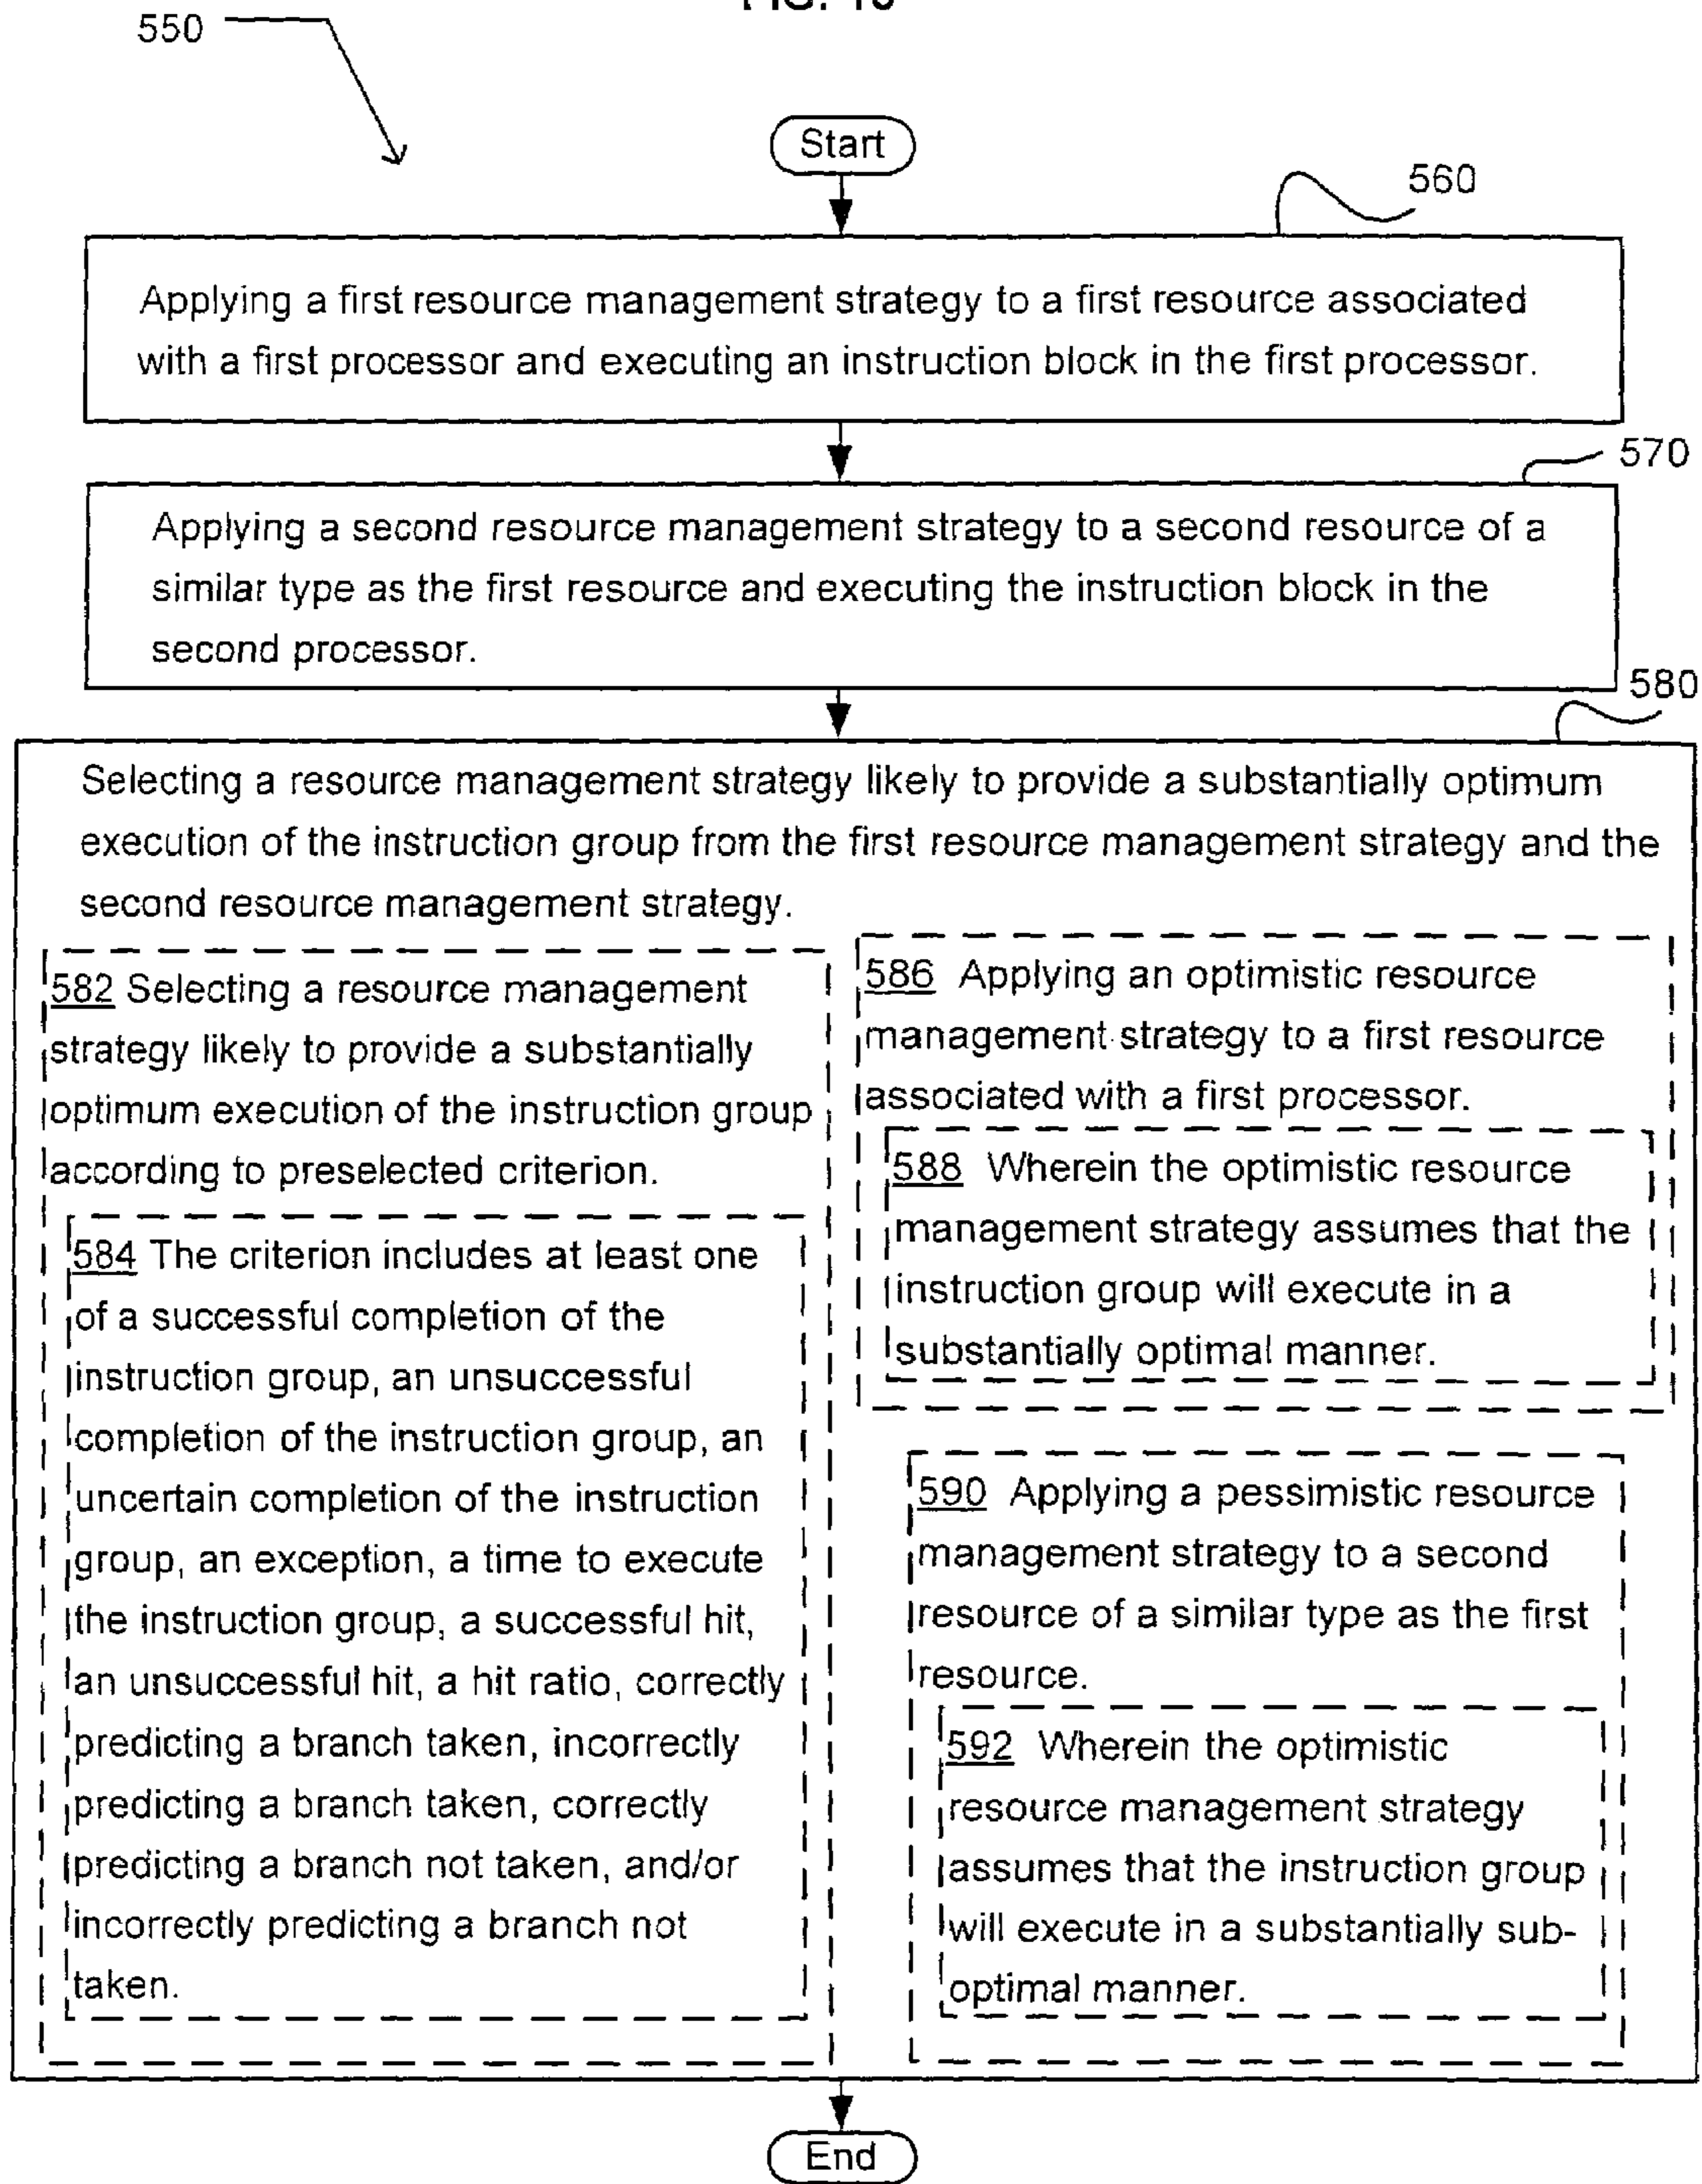 550
Start
560
Applying a first resource management strategy to a first resource associated
with a first processor and executing an instruction block in the first processor.
570
Applying a second resource management strategy to a second resource of a
similar type as the first resource and executing the instruction block in the
second processor.
580
Selecting a resource management strategy likely to provide a substantially optimum
execution of the instruction group from the first resource management strategy and the
second resource management strategy.
582 Selecting a resource management
strategy likely to provide a substantially
optimum execution of the instruction group
according to preselected criterion.
584 The criterion includes at least one
of a successful completion of the
instruction group, an unsuccessful
completion of the instruction group, an
uncertain completion of the instruction
group, an exception, a time to execute
the instruction group, a successful hit,
an unsuccessful hit, a hit ratio, correctly
predicting a branch taken, incorrectly
predicting a branch taken, correctly
predicting a branch not taken, and/or
incorrectly predicting a branch not
taken.
586 Applying an optimistic resource
management strategy to a first resource
associated with a first processor.
588 Wherein the optimistic resource
management strategy assumes that the
instruction group will execute in a
substantially optimal manner.
590 Applying a pessimistic resource
management strategy to a second
resource of a similar type as the first
resource.
592 Wherein the optimistic
resource management strategy
assumes that the instruction group
will execute in a substantially sub-
optimal manner.
End